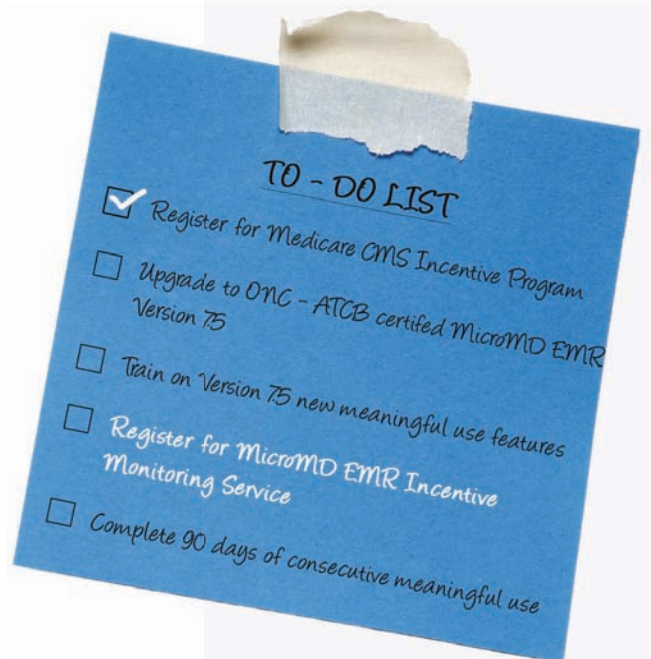 TO - DO LIST
Register for Medicare CMS Incentive Program
Upgrade to ONC - ATCB certifed MicroMD EMR
Version 7.5
Train on Version 7.5 new meaningful use features
Register for MicroMD EMR Incentive
Monitoring Service
Complete 90 days of consecutive meaningful use